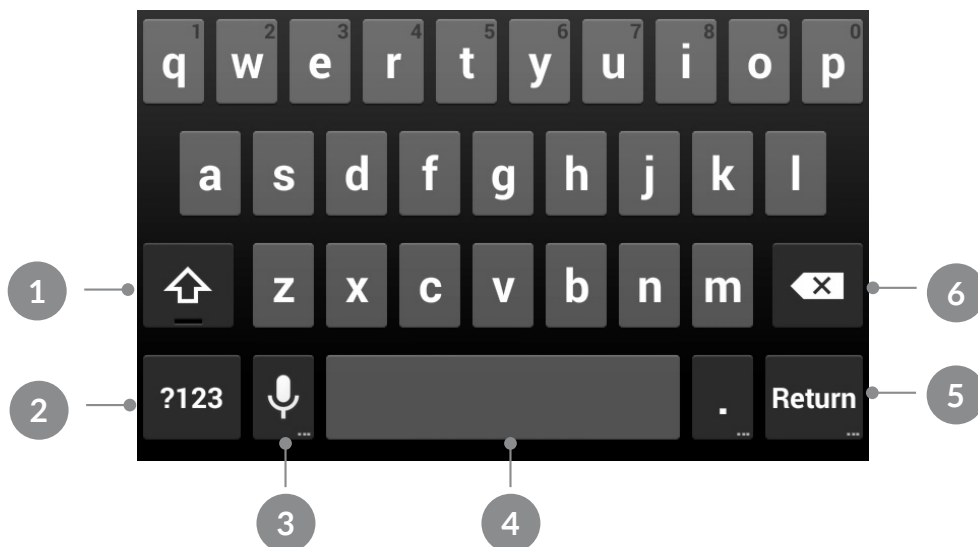 1 2 3 4 5 6 7 8 9 0
q w e r t y u i o p
a s d f g h j k l
1 z x c v b n m 6
2 ?123 . Return 5
3 4